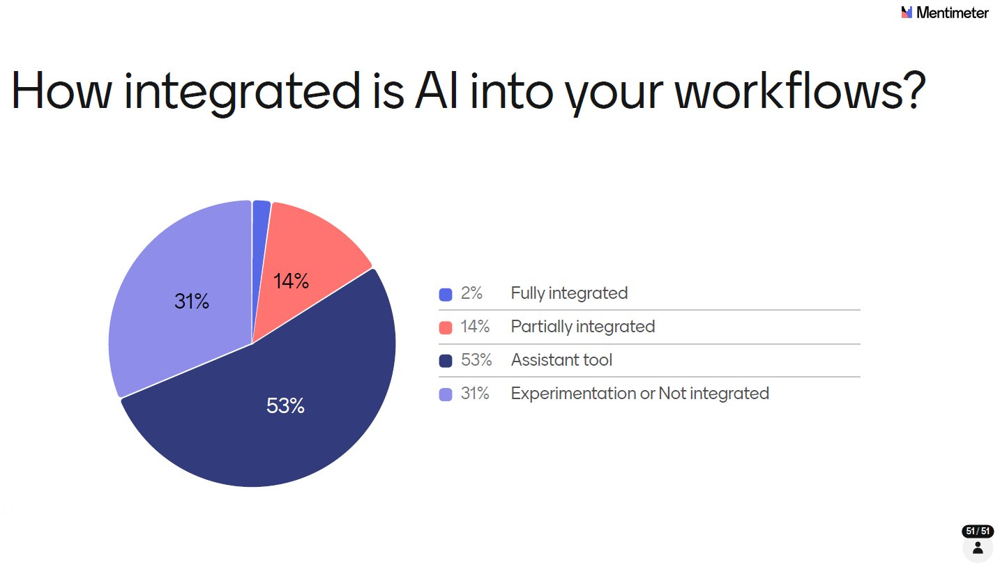 Mentimeter
How integrated is AI into your workflows?
31%
14%
53%
2% Fully integrated
14% Partially integrated
53% Assistant tool
31% Experimentation or Not integrated
51 / 51